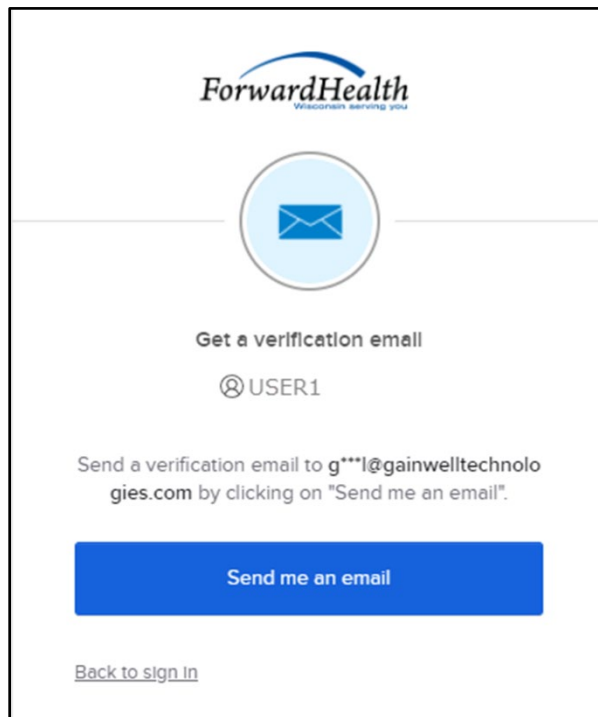 ForwardHealth
Wisconsin serving you
Get a verification email
USER1
Send a verification email to g***l@gainwelltechnolo
gies.com by clicking on "Send me an email".
Send me an email
Back to sign in